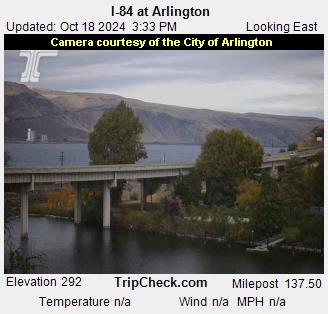 I-84 at Arlington
Updated: Oct 18 2024 3:33 PM Looking East
Camera courtesy of the City of Arlington
Elevation 292 TripCheck.com Milepost 137.50
Temperature n/a Wind n/a MPH n/a